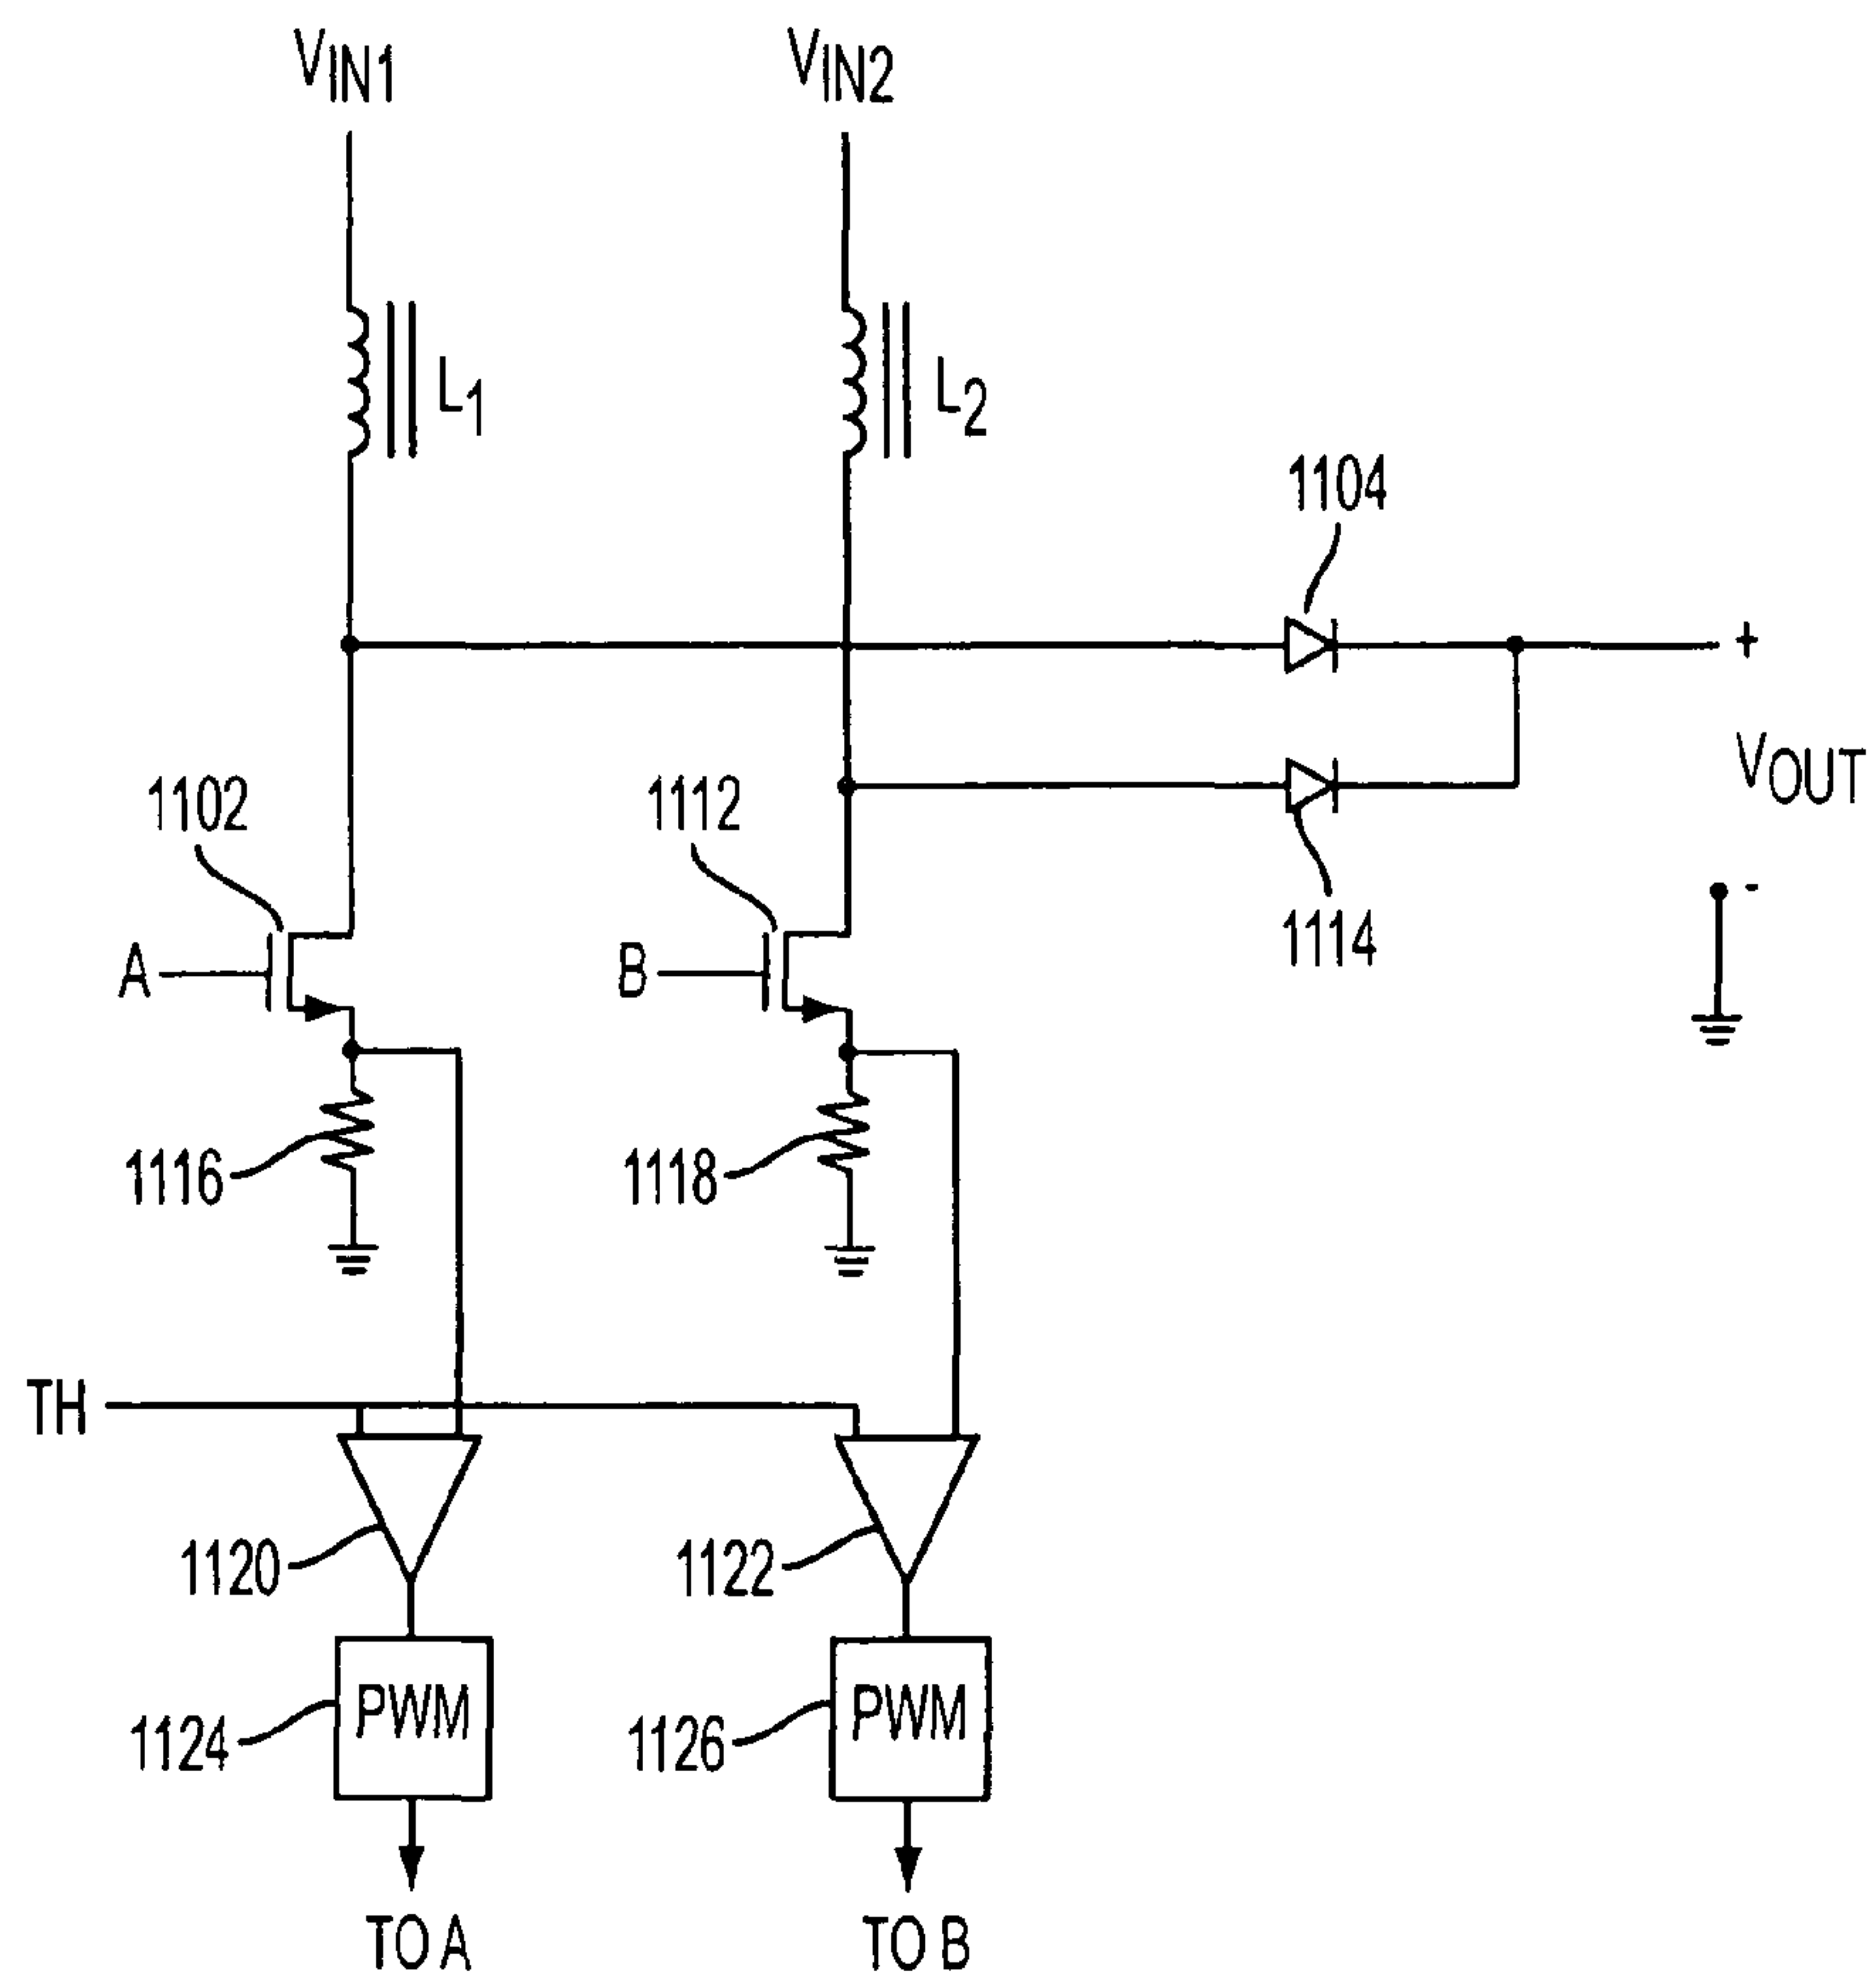 VIN1 VIN2
L1 L2
1104
+
VOUT
-
1102 1112
1114
A B
1116 1118
TH
1120 1122
PWM PWM
1124 1126
TO A TO B